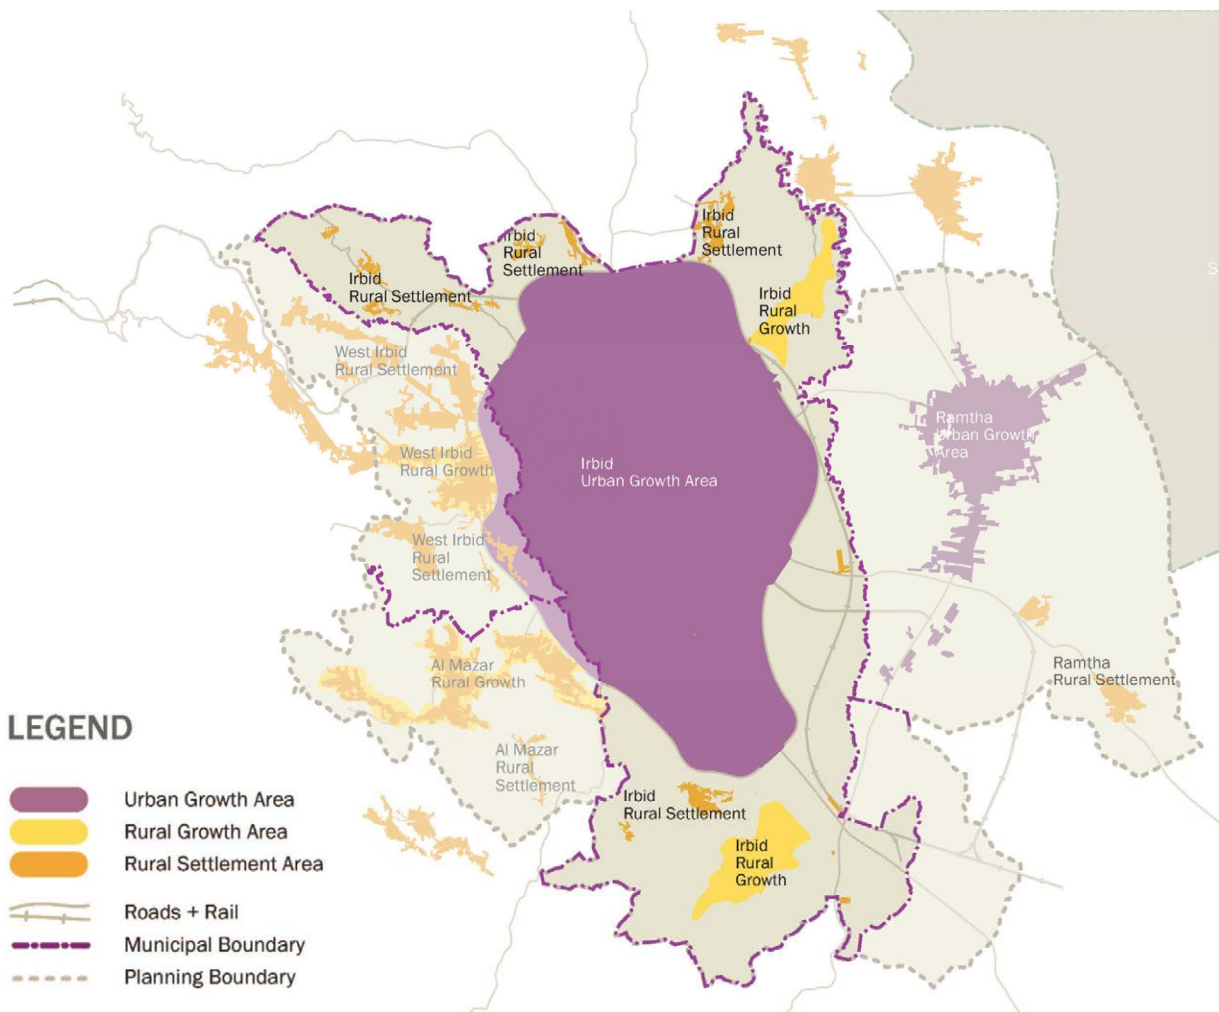 Irbid
Rural
Settlement
Irbid
Rural
Settlement
Irbid
Rural Settlement
Irbid
Rural
Growth
West Irbid
Rural Settlement
West Irbid
Rural Growth
West Irbid
Rural
Settlement
Irbid
Urban Growth Area
Ramtha
Urban Growth
Area
Al Mazar
Rural Growth
Ramtha
Rural Settlement
Al Mazar
Rural
Settlement
Irbid
Rural Settlement
Irbid
Rural
Growth
S
LEGEND
Urban Growth Area
Rural Growth Area
Rural Settlement Area
Roads + Rail
Municipal Boundary
Planning Boundary